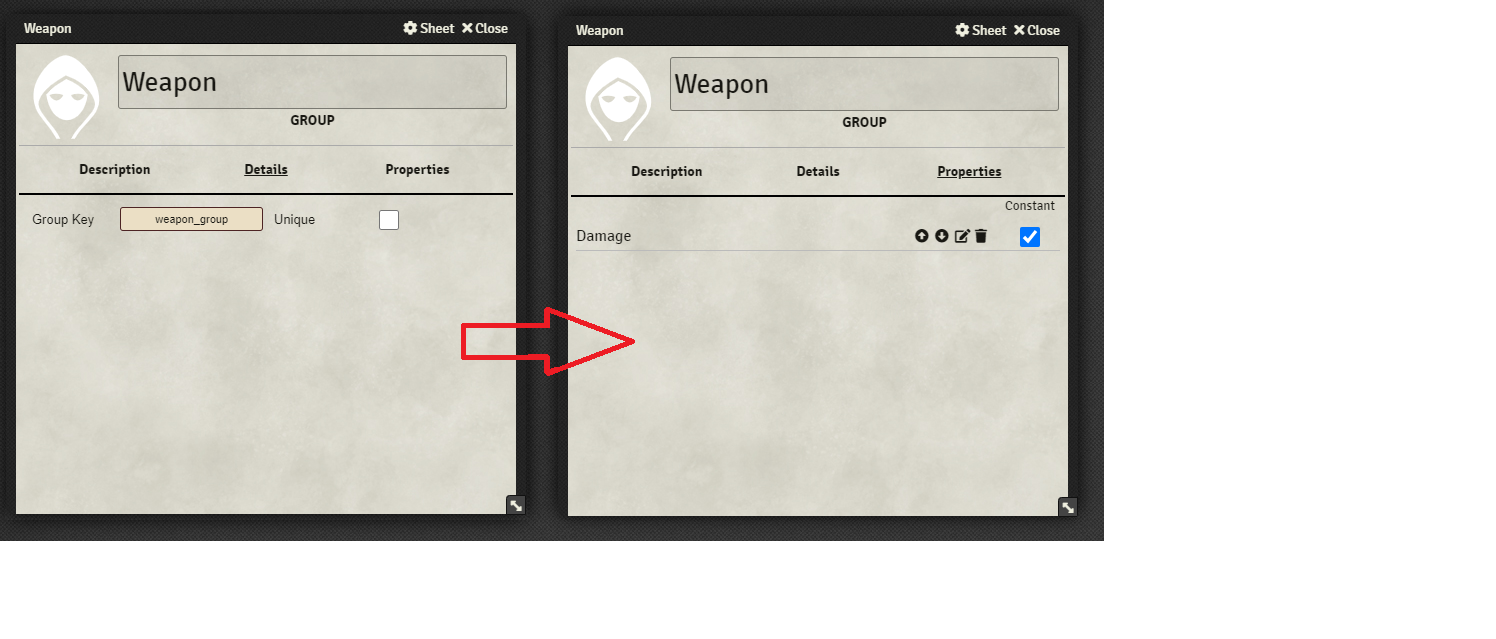 Weapon Sheet Close
Weapon
GROUP
Description Details Properties
Group Key weapon_group Unique
Weapon Sheet Close
Weapon
GROUP
Description Details Properties
Constant
Damage